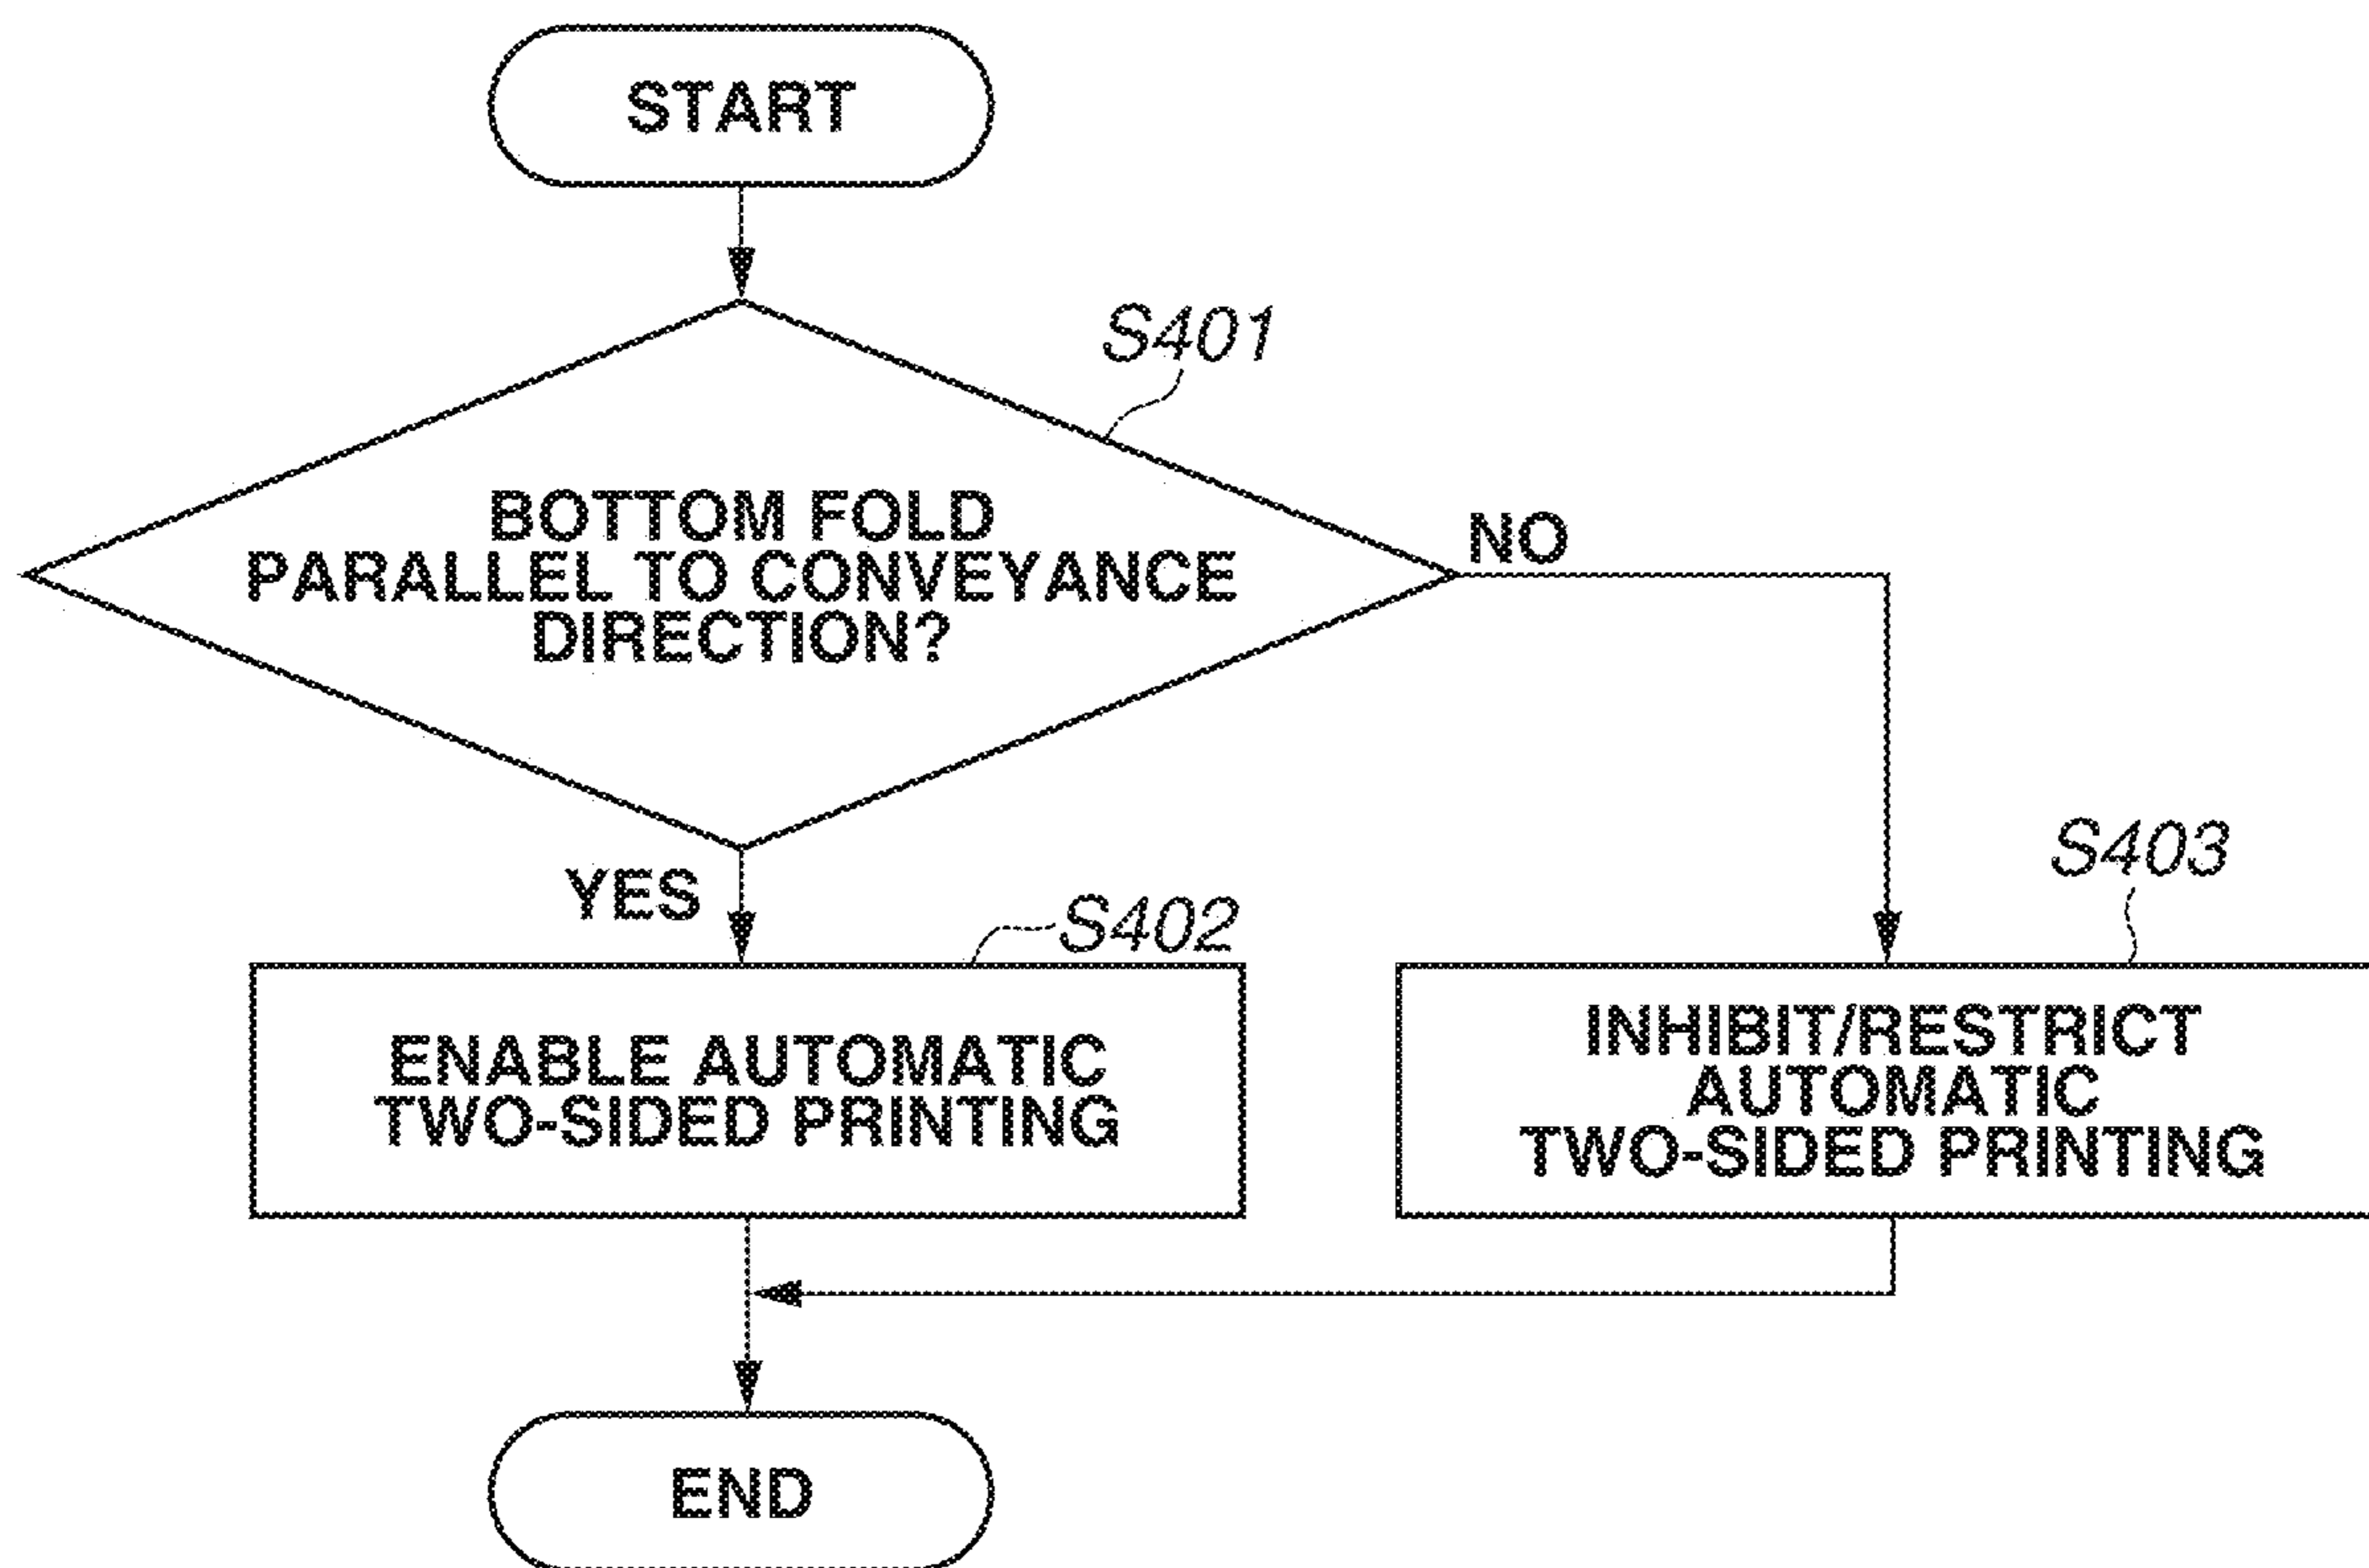 START
S401
BOTTOM FOLD
PARALLEL TO CONVEYANCE
DIRECTION?
NO
YES
S402
S403
ENABLE AUTOMATIC
TWO-SIDED PRINTING
INHIBIT/RESTRICT
AUTOMATIC
TWO-SIDED PRINTING
END